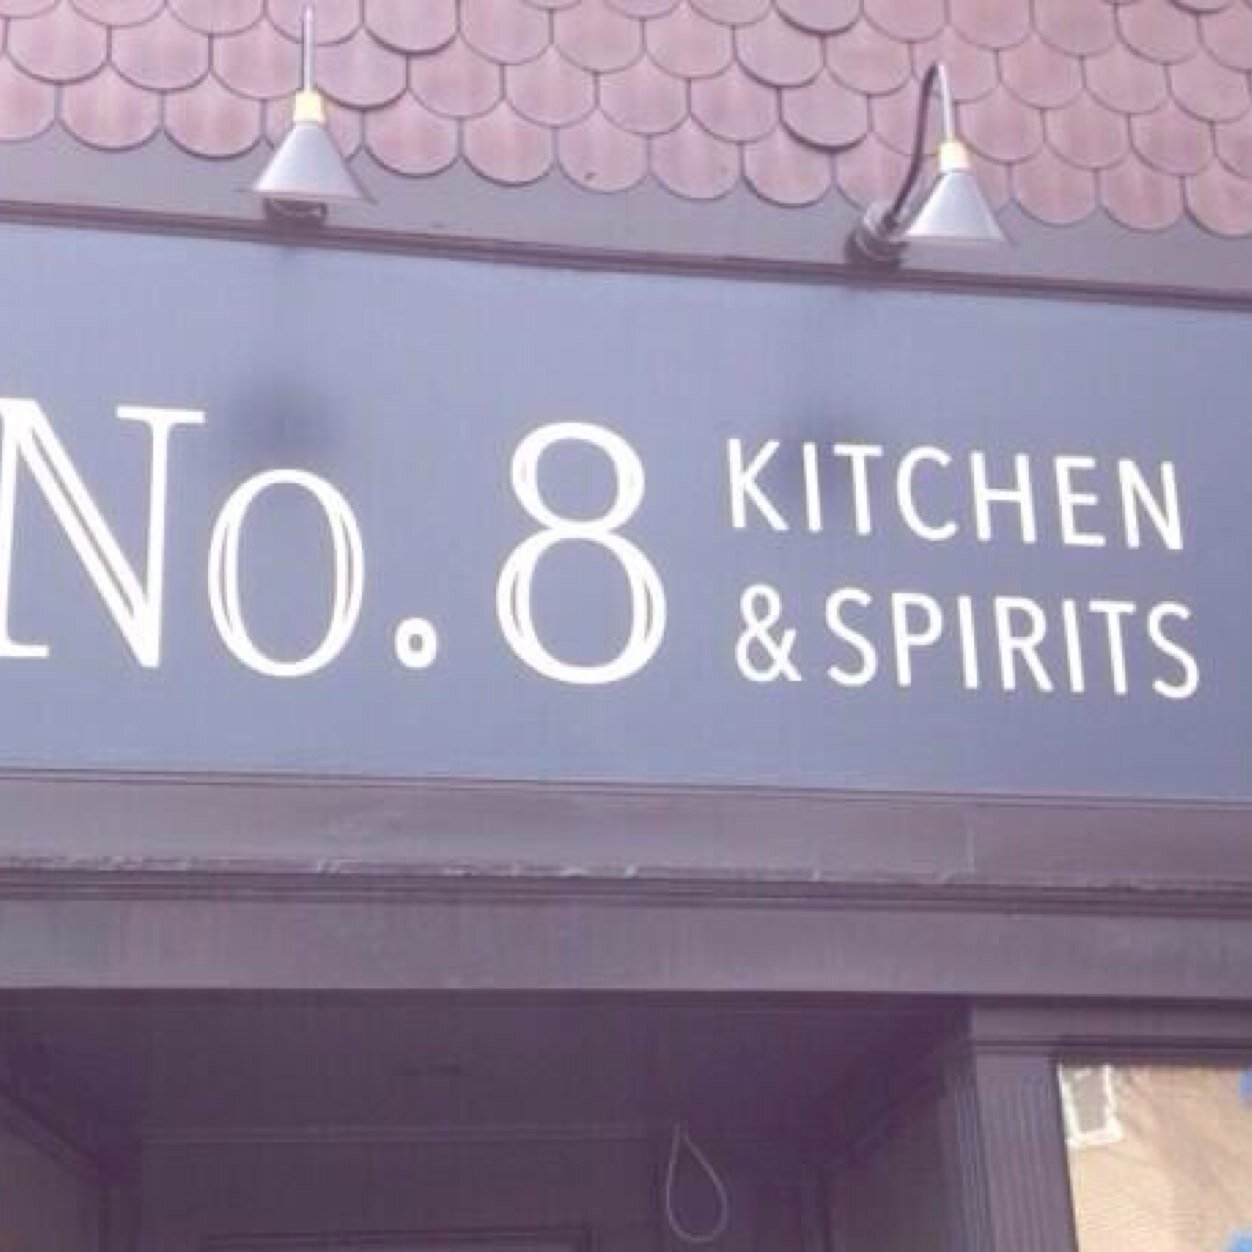 No. 8
KITCHEN
& SPIRITS